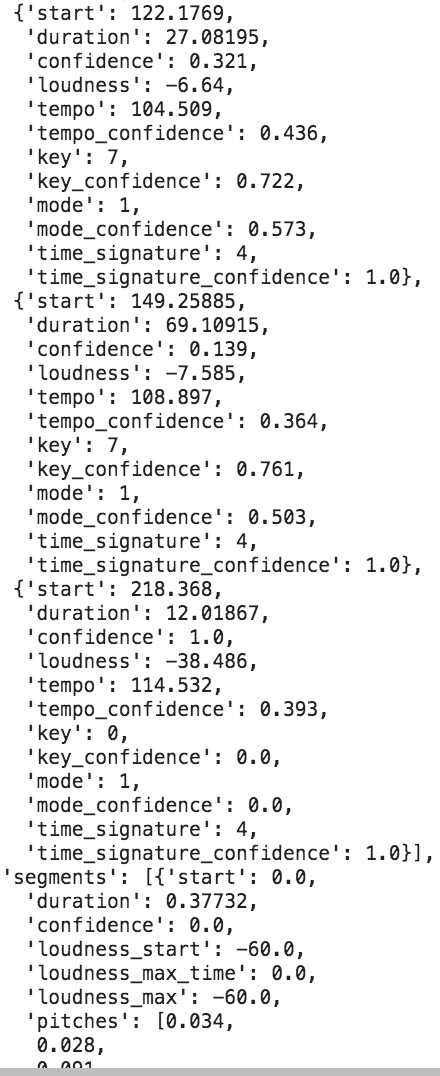 {'start': 122.1769,
'duration': 27.08195,
'confidence': 0.321,
'loudness': -6.64,
'tempo': 104.509,
'tempo_confidence': 0.436,
'key': 7,
'key_confidence': 0.722,
'mode': 1,
'mode_confidence': 0.573,
'time_signature': 4,
'time_signature_confidence': 1.0},
{'start': 149.25885,
'duration': 69.10915,
'confidence': 0.139,
'loudness': -7.585,
'tempo': 108.897,
'tempo_confidence': 0.364,
'key': 7,
'key_confidence': 0.761,
'mode': 1,
'mode_confidence': 0.503,
'time_signature': 4,
'time_signature_confidence': 1.0},
{'start': 218.368,
'duration': 12.01867,
'confidence': 1.0,
'loudness': -38.486,
'tempo': 114.532,
'tempo_confidence': 0.393,
'key': 0,
'key_confidence': 0.0,
'mode': 1,
'mode_confidence': 0.0,
'time_signature': 4,
'time_signature_confidence': 1.0}],
'segments': [{'start': 0.0,
'duration': 0.37732,
'confidence': 0.0,
'loudness_start': -60.0,
'loudness_max_time': 0.0,
'loudness_max': -60.0,
'pitches': [0.034,
0.028,